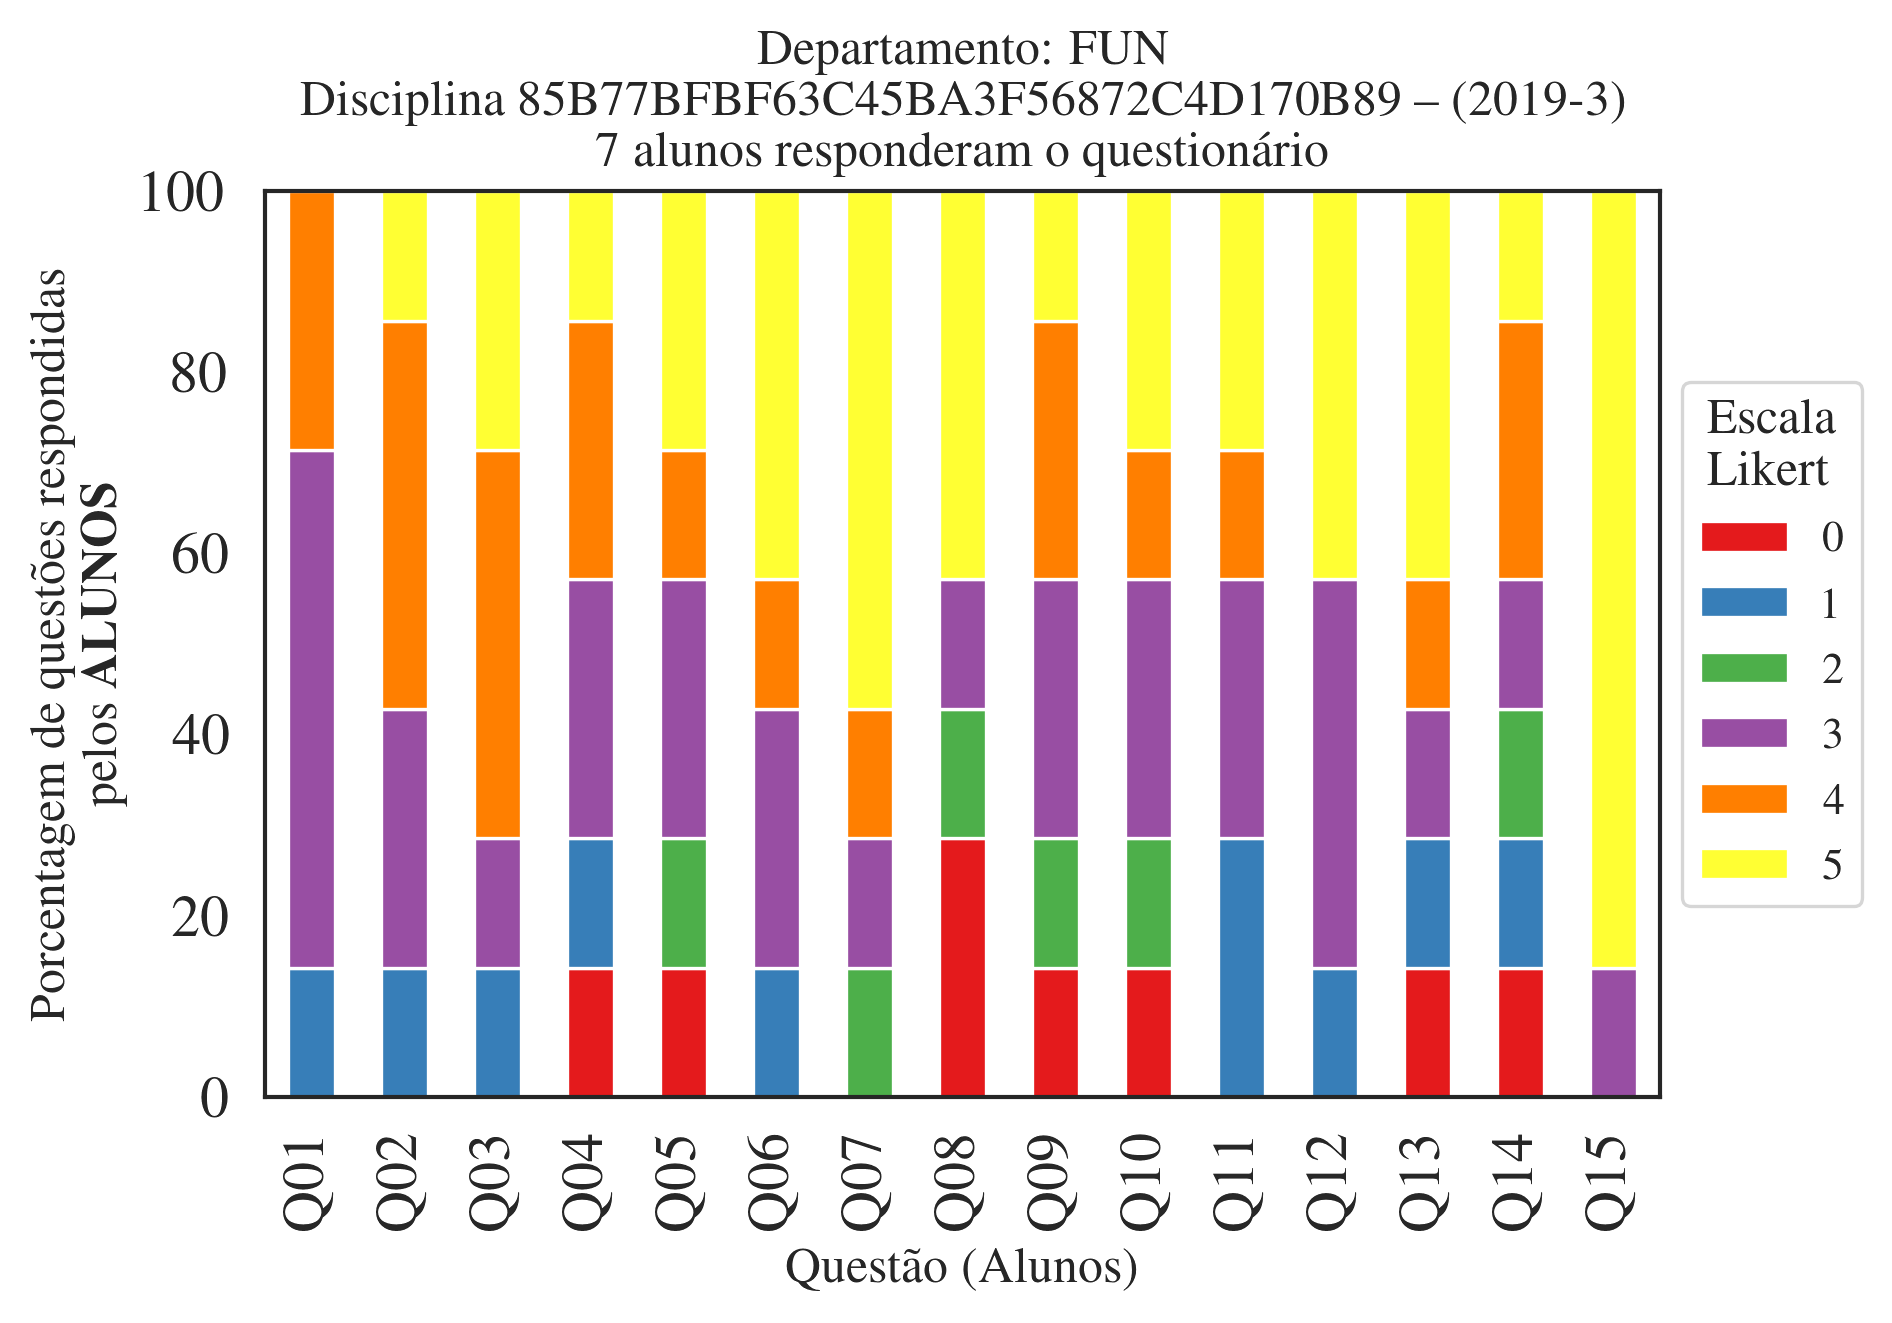 Departamento: FUN
Disciplina 85B77BFBF63C45BA3F56872C4D170B89 – (2019-3)
7 alunos responderam o questionário
Porcentagem de questões respondidas
pelos ALUNOS
100
80
60
40
20
0
Q01
Q02
Q03
Q04
Q05
Q06
Q07
Q08
Q09
Q10
Q11
Q12
Q13
Q14
Q15
Questão (Alunos)
Escala
Likert
0
1
2
3
4
5